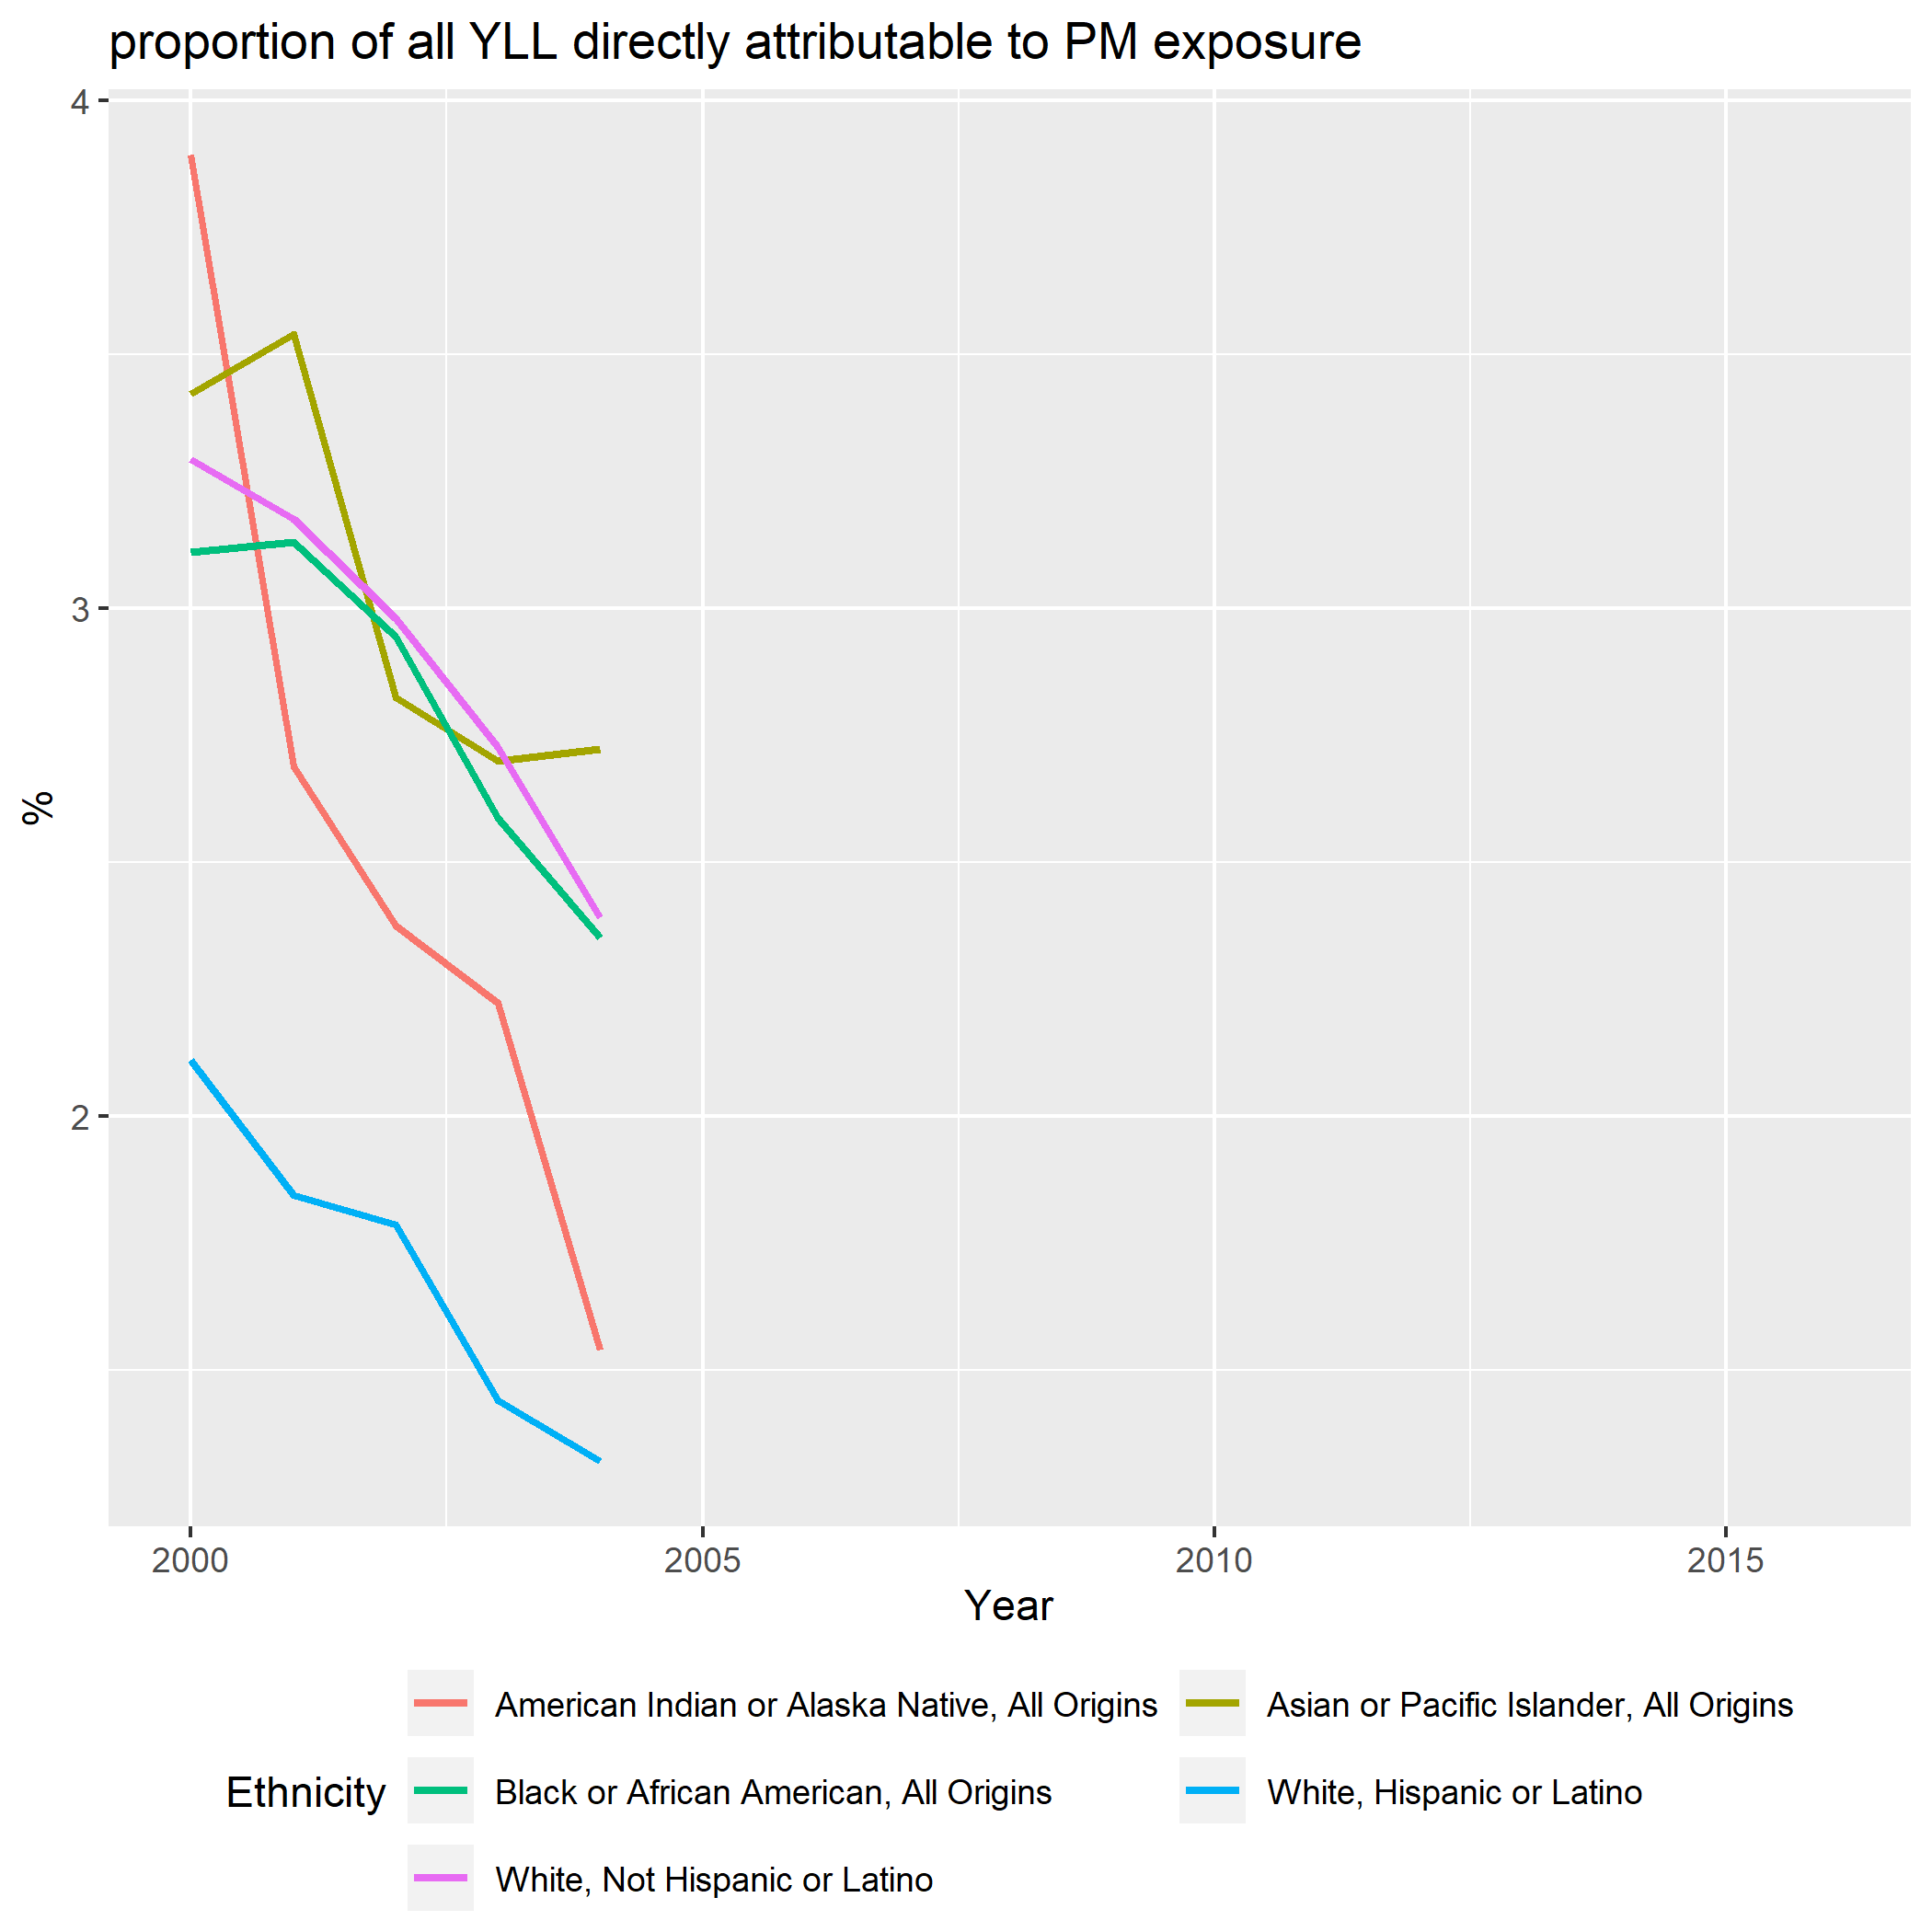 proportion of all YLL directly attributable to PM exposure
4
3
2
%
2000 2005 2010 2015
Year
Ethnicity
American Indian or Alaska Native, All Origins
Asian or Pacific Islander, All Origins
Black or African American, All Origins
White, Hispanic or Latino
White, Not Hispanic or Latino